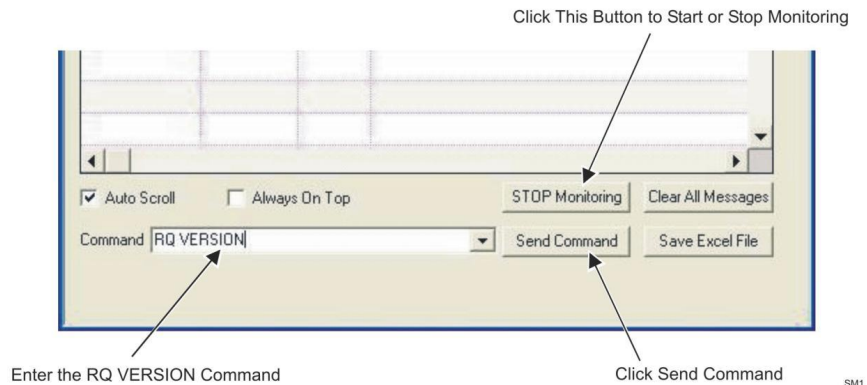 Click This Button to Start or Stop Monitoring
Auto Scroll
Always On Top
STOP Monitoring
Clear All Messages
Command
RQ VERSION
Send Command
Save Excel File
Enter the RQ VERSION Command
Click Send Command
SM1